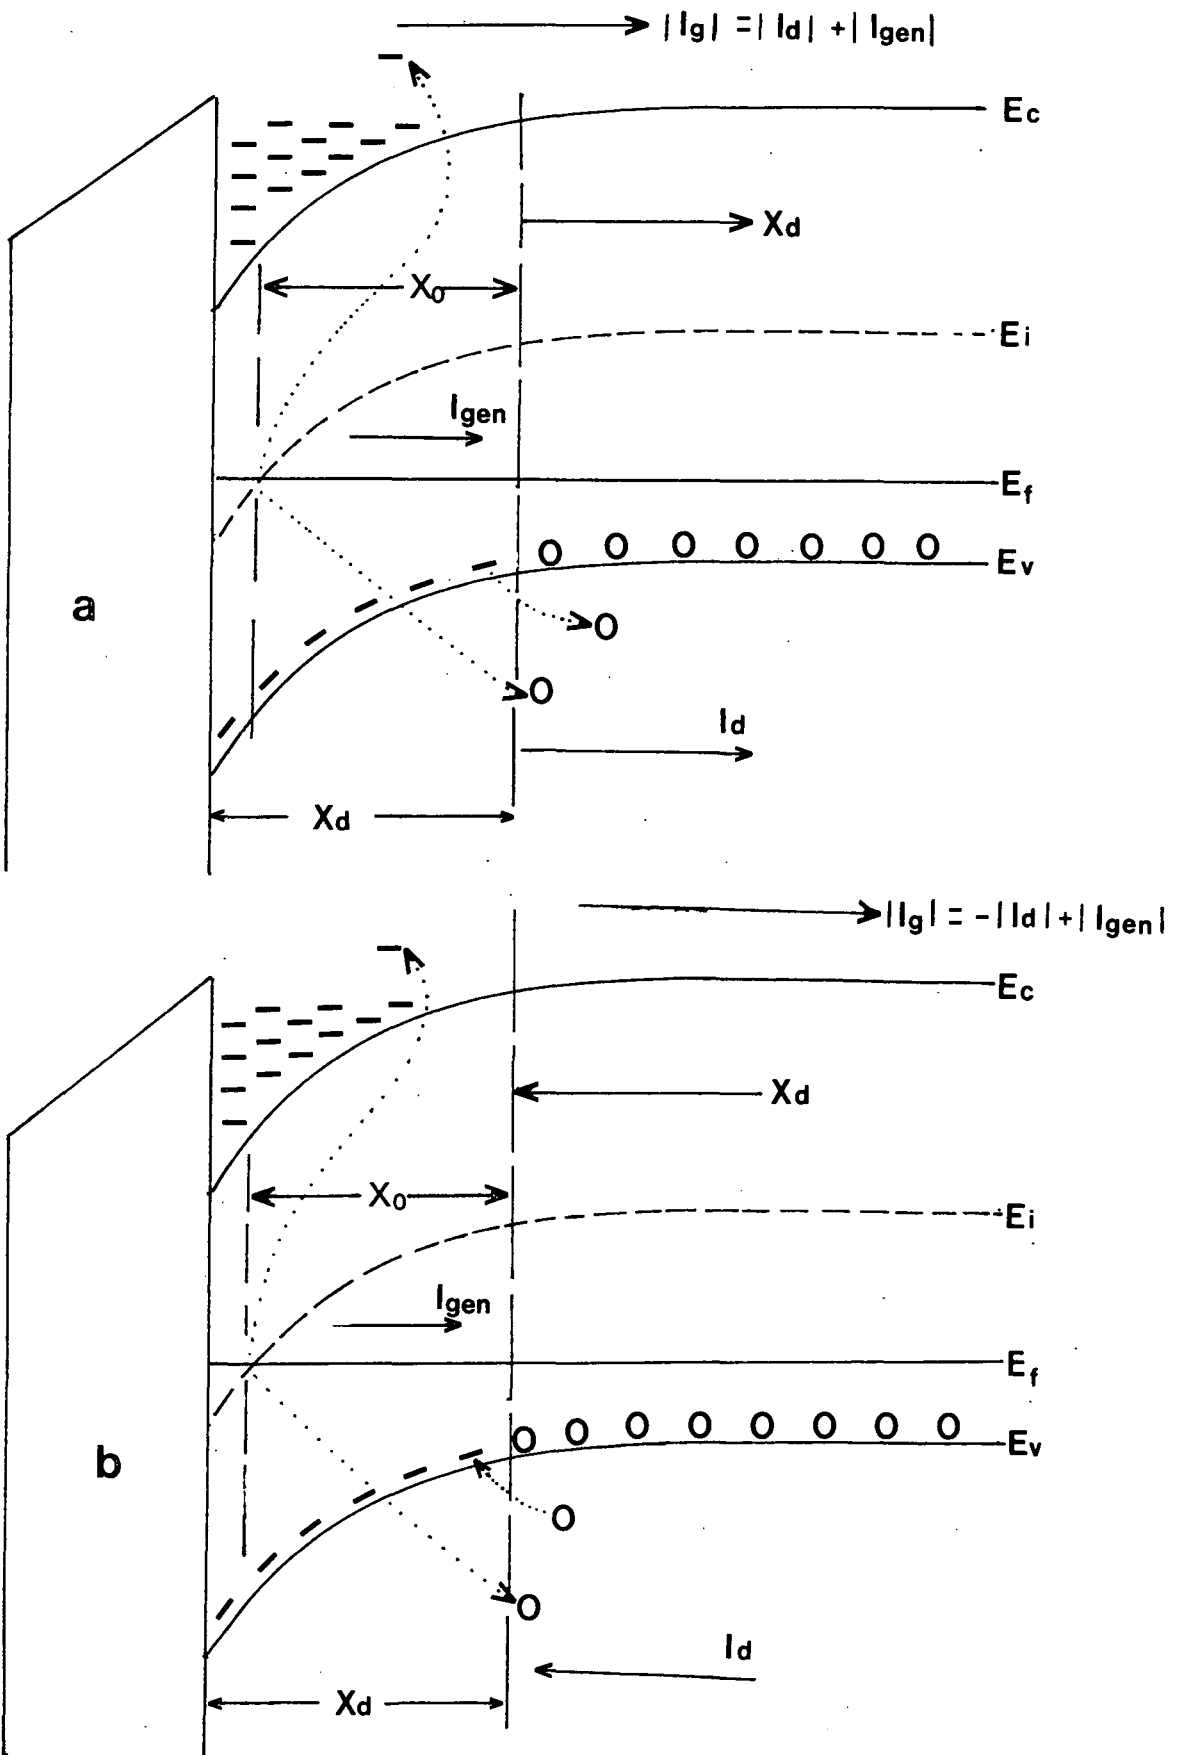 |Ig| =|Id| +|Igen|
Ec
Xd
X0
Ei
Igen
Ef
Ev
a
O O O O O O O
O
O
Id
Xd
|Ig| = -|Id|+|Igen|
Ec
Xd
X0
Ei
Igen
Ef
Ev
b
O O O O O O O O
O
O
Id
Xd